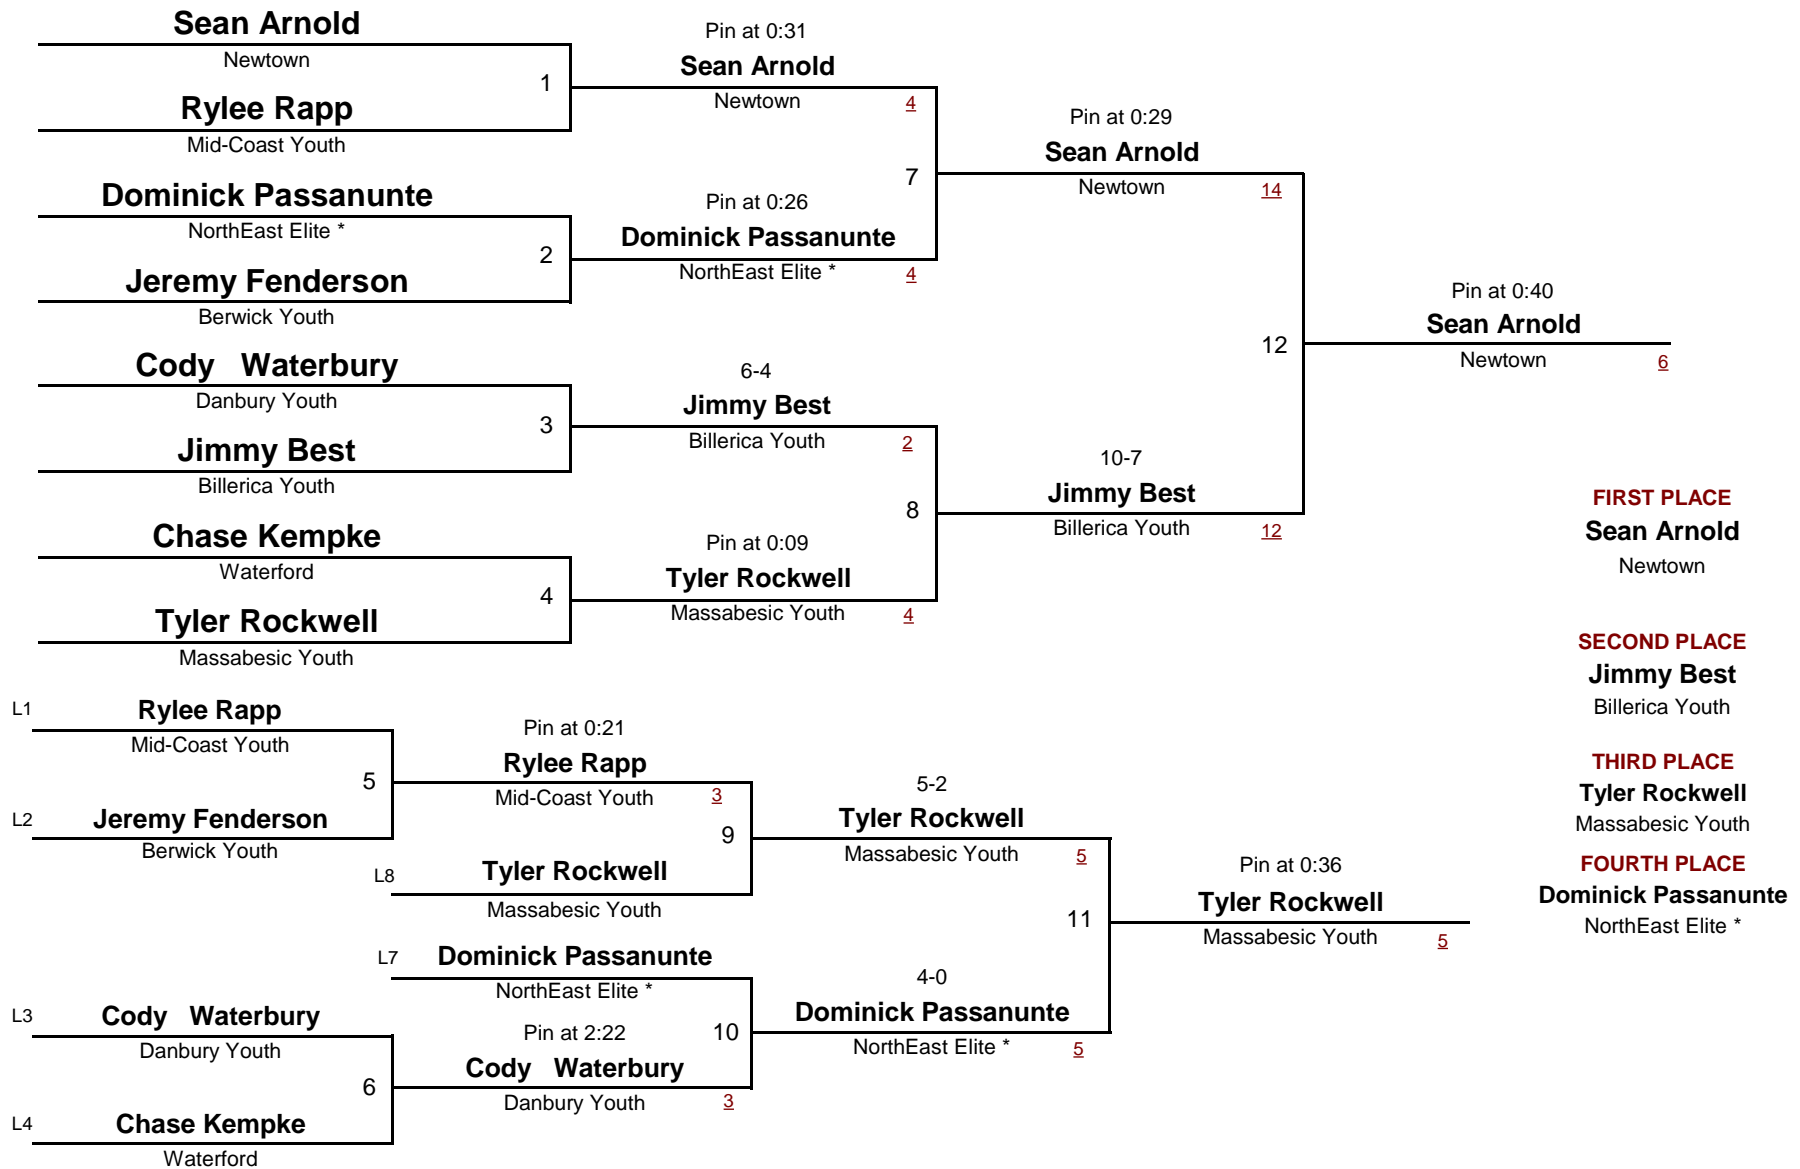 Sean Arnold
Newtown
1
Rylee Rapp
Mid-Coast Youth
Dominick Passanunte
NorthEast Elite *
2
Jeremy Fenderson
Berwick Youth
Cody   Waterbury
Danbury Youth
3
Jimmy Best
Billerica Youth
Chase Kempke
Waterford
4
Tyler Rockwell
Massabesic Youth
Pin at 0:31
Sean Arnold
Newtown 4
7
Pin at 0:26
Dominick Passanunte
NorthEast Elite * 4
6-4
Jimmy Best
Billerica Youth 2
8
Pin at 0:09
Tyler Rockwell
Massabesic Youth 4
Pin at 0:29
Sean Arnold
Newtown 14
12
10-7
Jimmy Best
Billerica Youth 12
Pin at 0:40
Sean Arnold
Newtown 6
FIRST PLACE
Sean Arnold
Newtown
SECOND PLACE
Jimmy Best
Billerica Youth
THIRD PLACE
Tyler Rockwell
Massabesic Youth
FOURTH PLACE
Dominick Passanunte
NorthEast Elite *
L1 Rylee Rapp
Mid-Coast Youth
5
L2 Jeremy Fenderson
Berwick Youth
Pin at 0:21
Rylee Rapp
Mid-Coast Youth 3
9
L8 Tyler Rockwell
Massabesic Youth
L7 Dominick Passanunte
NorthEast Elite *
10
L3 Cody   Waterbury
Danbury Youth
6
L4 Chase Kempke
Waterford
Pin at 2:22
Cody   Waterbury
Danbury Youth 3
5-2
Tyler Rockwell
Massabesic Youth 5
11
4-0
Dominick Passanunte
NorthEast Elite * 5
Pin at 0:36
Tyler Rockwell
Massabesic Youth 5